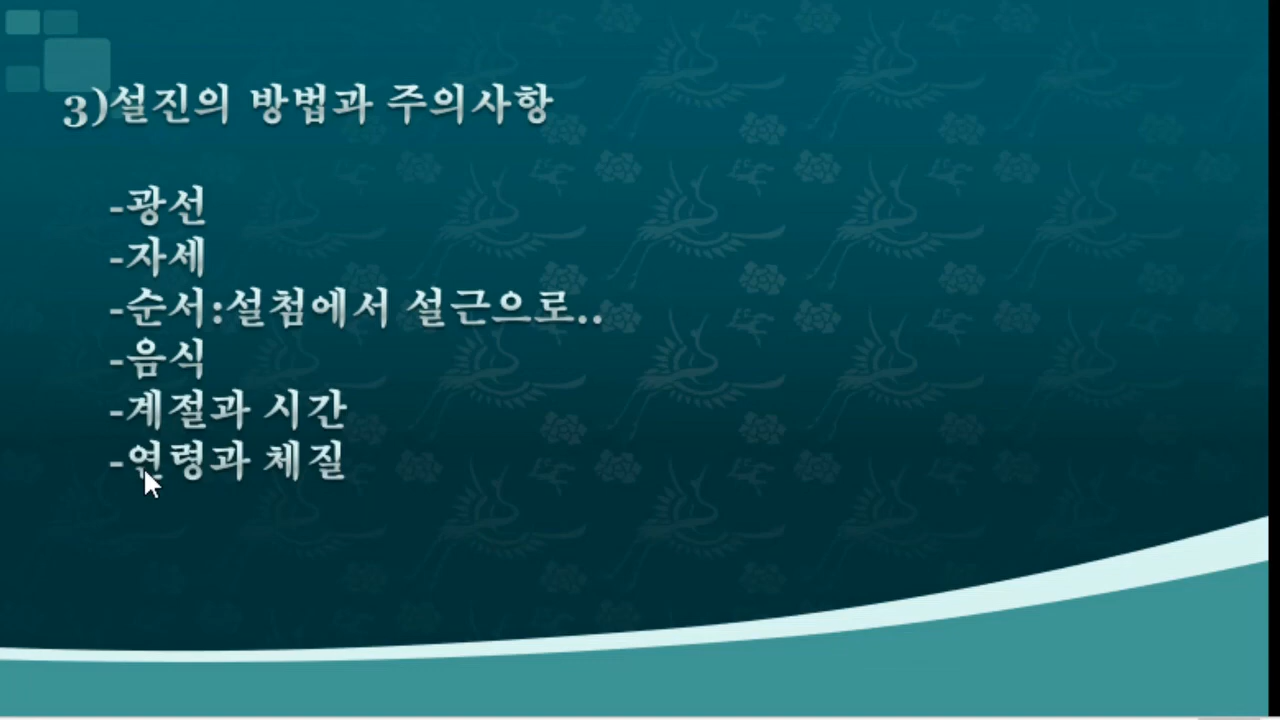 3)설진의 방법과 주의사항
-광선
-자세
-순서:설첨에서 설근으로..
-음식
-계절과 시간
-연령과 체질